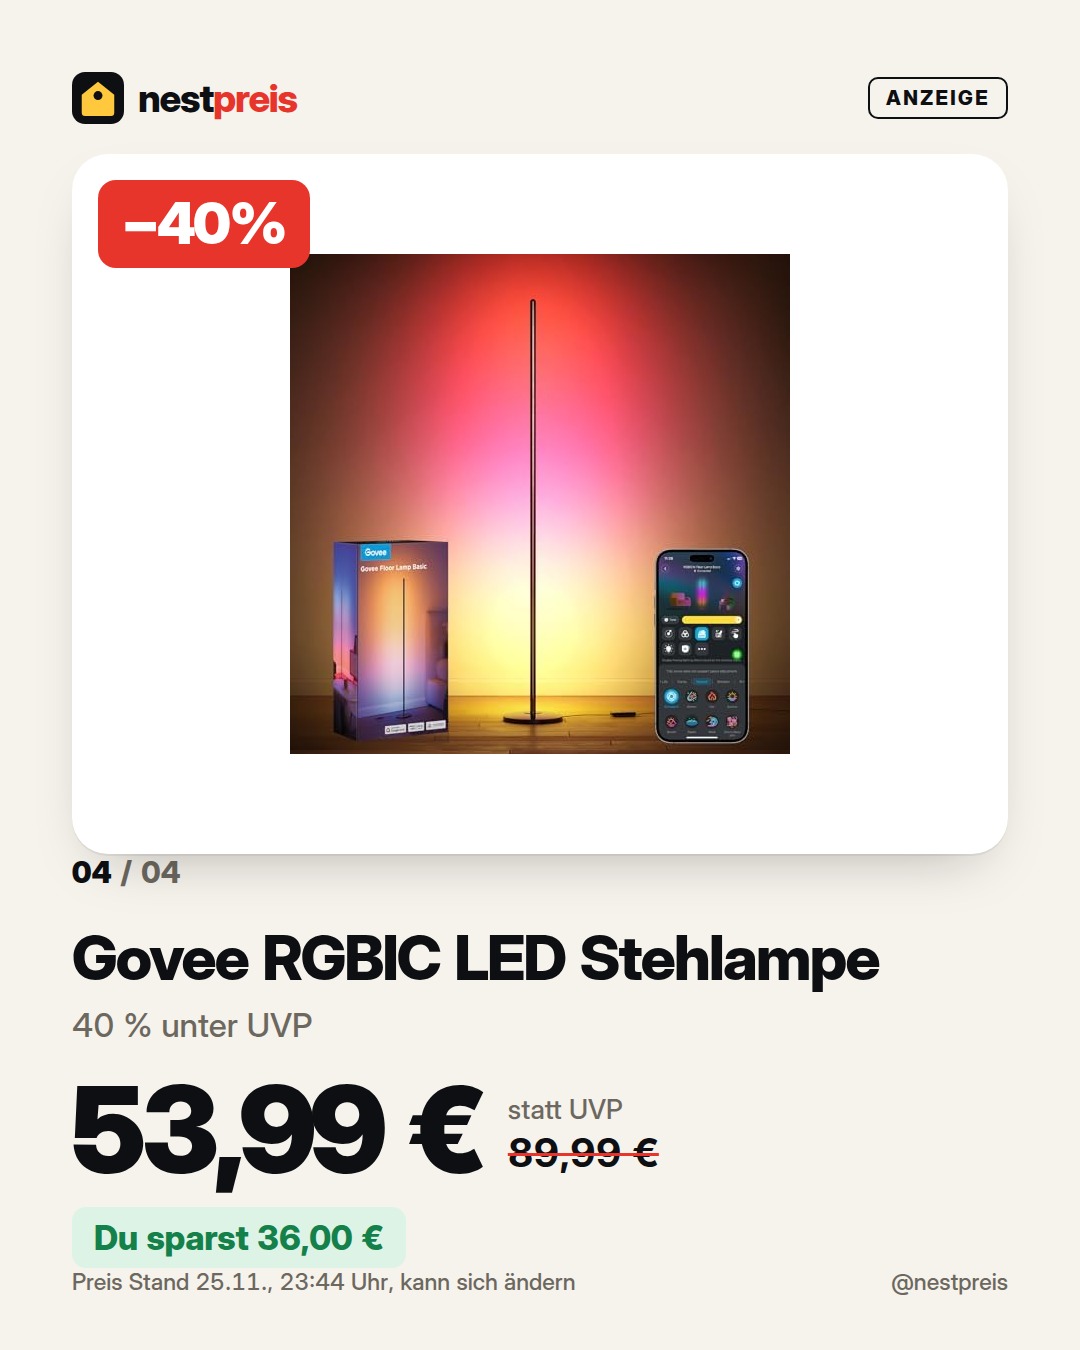 nestpreis
ANZEIGE
–40%
Govee
Govee Floor Lamp Basic
04 / 04
Govee RGBIC LED Stehlampe
40 % unter UVP
53,99 €
statt UVP
89,99 €
Du sparst 36,00 €
Preis Stand 25.11., 23:44 Uhr, kann sich ändern
@nestpreis